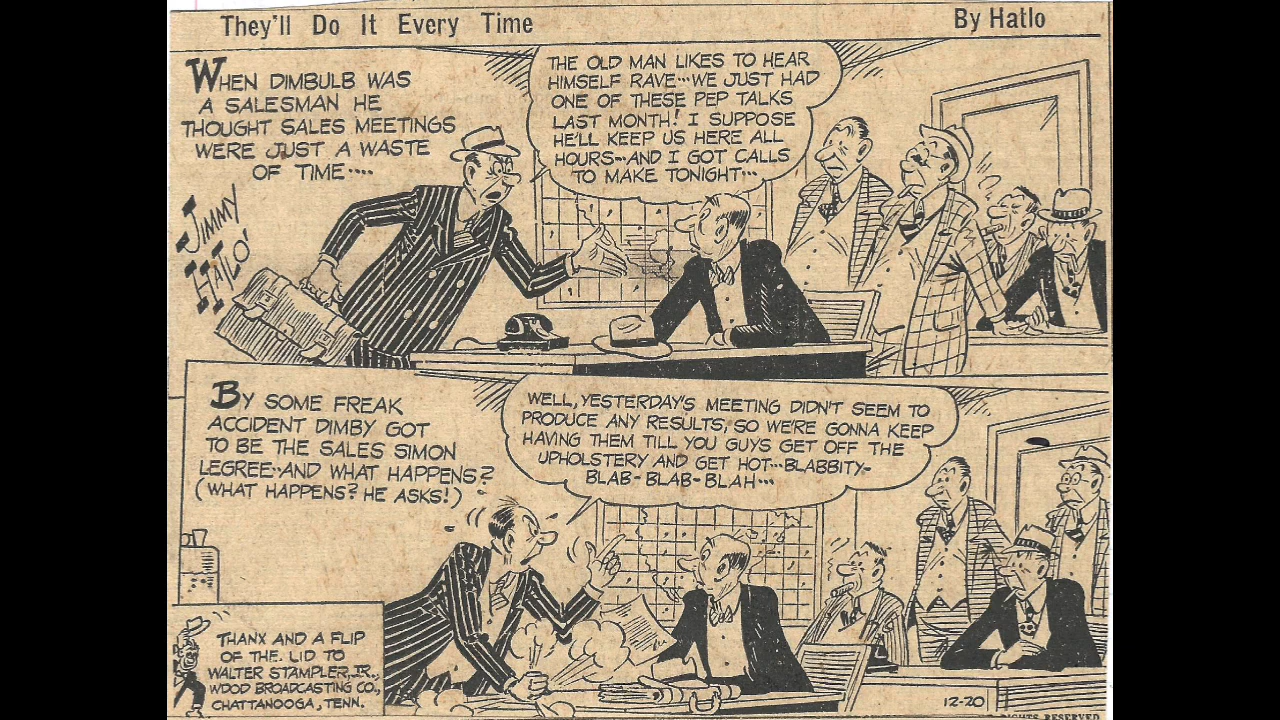 They'll Do It Every Time
By Hatlo
WHEN DIMBULB WAS
A SALESMAN HE
THOUGHT SALES MEETINGS
WERE JUST A WASTE
OF TIME....
JIMMY
HATLO
THE OLD MAN LIKES TO HEAR
HIMSELF RAVE...WE JUST HAD
ONE OF THESE PEP TALKS
LAST MONTH! I SUPPOSE
HE'LL KEEP US HERE ALL
HOURS...AND I GOT CALLS
TO MAKE TONIGHT...
BY SOME FREAK
ACCIDENT DIMBY GOT
TO BE THE SALES SIMON
LEGREE..AND WHAT HAPPENS?
(WHAT HAPPENS? HE ASKS!)
WELL, YESTERDAY'S MEETING DIDN'T SEEM TO
PRODUCE ANY RESULTS, SO WE'RE GONNA KEEP
HAVING THEM TILL YOU GUYS GET OFF THE
UPHOLSTERY AND GET HOT...BLABBITY-
BLAB-BLAB-BLAH...
THANX AND A FLIP
OF THE LID TO
WALTER STAMPLER, JR.,
WDOD BROADCASTING CO.,
CHATTANOOGA, TENN.
12-20
RIGHTS RESERVED